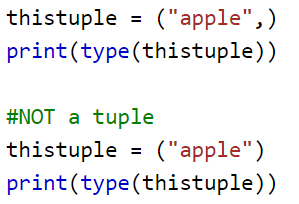 thistuple = ("apple",)
print(type(thistuple))
#NOT a tuple
thistuple = ("apple")
print(type(thistuple))